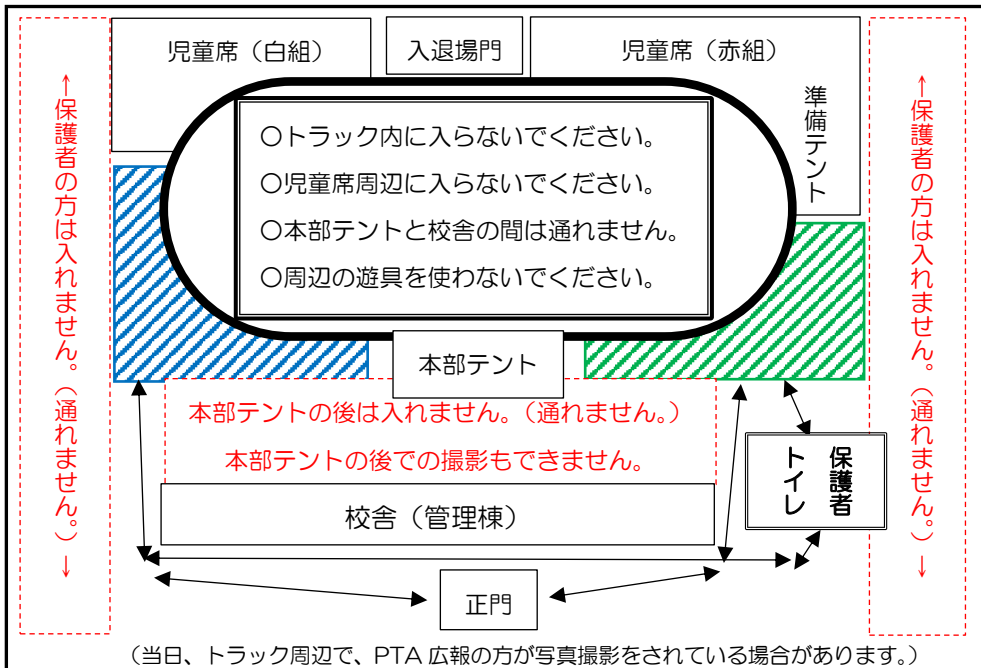 児童席（白組）
入退場門
児童席（赤組）
準備テント
←保護者の方は入れません。（通れません。）→
○トラック内に入らないでください。
○児童席周辺に入らないでください。
○本部テントと校舎の間は通れません。
○周辺の遊具を使わないでください。
←保護者の方は入れません。（通れません。）→
本部テント
本部テントの後は入れません。（通れません。）
本部テントの後での撮影もできません。
保護者
トイレ
校舎（管理棟）
正門
（当日、トラック周辺で、PTA 広報の方が写真撮影をされている場合があります。）